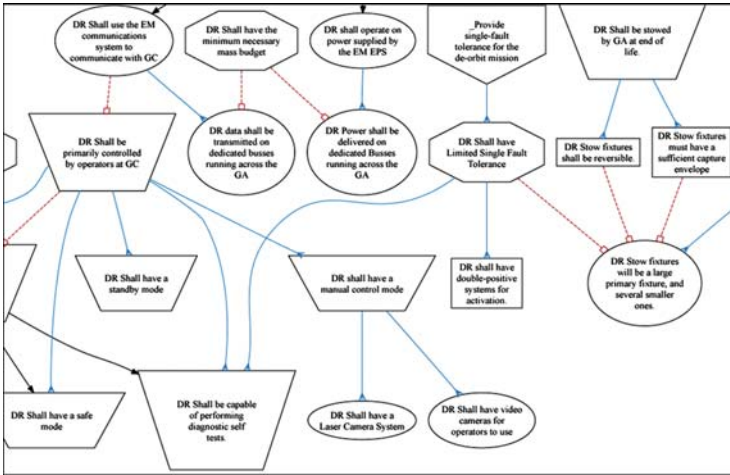 DR Shall use the EM
communications
system to
communicate with GC
DR Shall have the
minimum necessary
mass budget
DR shall operate on
power supplied by
the EM EPS
_Provide
single-fault
tolerance for the
de-orbit mission
DR Shall be stowed
by GA at end of
life.
DR Shall be
primarily controlled
by operators at GC
DR data shall be
transmitted on
dedicated busses
running across the
GA
DR Power shall be
delivered on
dedicated Busses
running across the
GA
DR Shall have
Limited Single Fault
Tolerance
DR Stow fixtures
shall be reversible.
DR Stow fixtures
must have a
sufficient capture
envelope
DR Shall have a
standby mode
DR shall have a
manual control mode
DR shall have
double-positive
systems for
activation.
DR Stow fixtures
will be a large
primary fixture, and
several smaller
ones.
DR Shall have a safe
mode
DR Shall be capable
of performing
diagnostic self
tests.
DR Shall have a
Laser Camera System
DR Shall have video
cameras for
operators to use